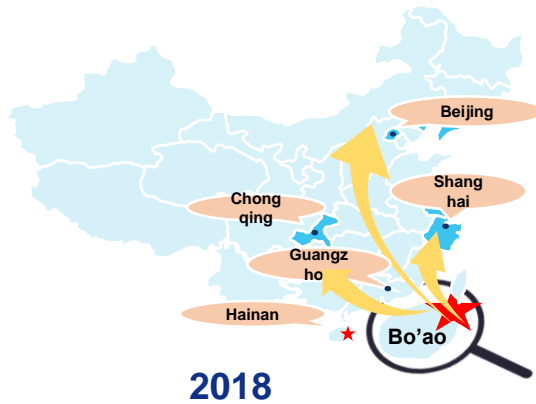 Beijing
Shang
hai
Chong
qing
Guangz
ho
Hainan
Bo’ao
2018